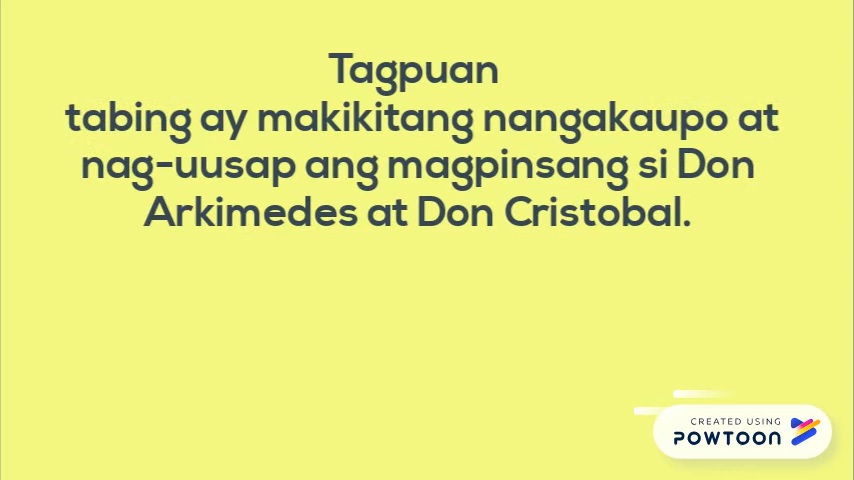 Tagpuan
tabing ay makikitang nangakaupo at
nag-uusap ang magpinsang si Don
Arkimedes at Don Cristobal.
CREATED USING
POWTOON